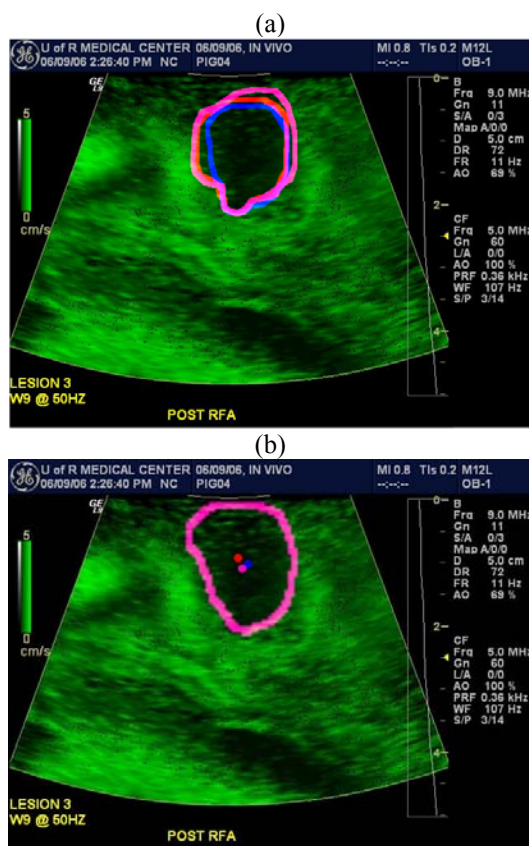 (a)
U of R MEDICAL CENTER 06/09/06, IN VIVO MI 0.8 TIs 0.2 M12L
06/09/06 2:26:40 PM NC PIG04 --:--:-- OB-1
GE
L9
5
0
cm/s
0
2
4
B
Frq 9.0 MHz
Gn 11
S/A 0/3
Map A/0/0
D 5.0 cm
DR 72
FR 11 Hz
AO 69 %
CF
Frq 5.0 MHz
Gn 60
L/A 0/0
AO 100 %
PRF 0.36 kHz
WF 107 Hz
S/P 3/14
LESION 3
W9 @ 50HZ
POST RFA
(b)
U of R MEDICAL CENTER 06/09/06, IN VIVO MI 0.8 TIs 0.2 M12L
06/09/06 2:26:40 PM NC PIG04 --:--:-- OB-1
GE
L9
5
0
cm/s
0
2
4
B
Frq 9.0 MHz
Gn 11
S/A 0/3
Map A/0/0
D 5.0 cm
DR 72
FR 11 Hz
AO 69 %
CF
Frq 5.0 MHz
Gn 60
L/A 0/0
AO 100 %
PRF 0.36 kHz
WF 107 Hz
S/P 3/14
LESION 3
W9 @ 50HZ
POST RFA